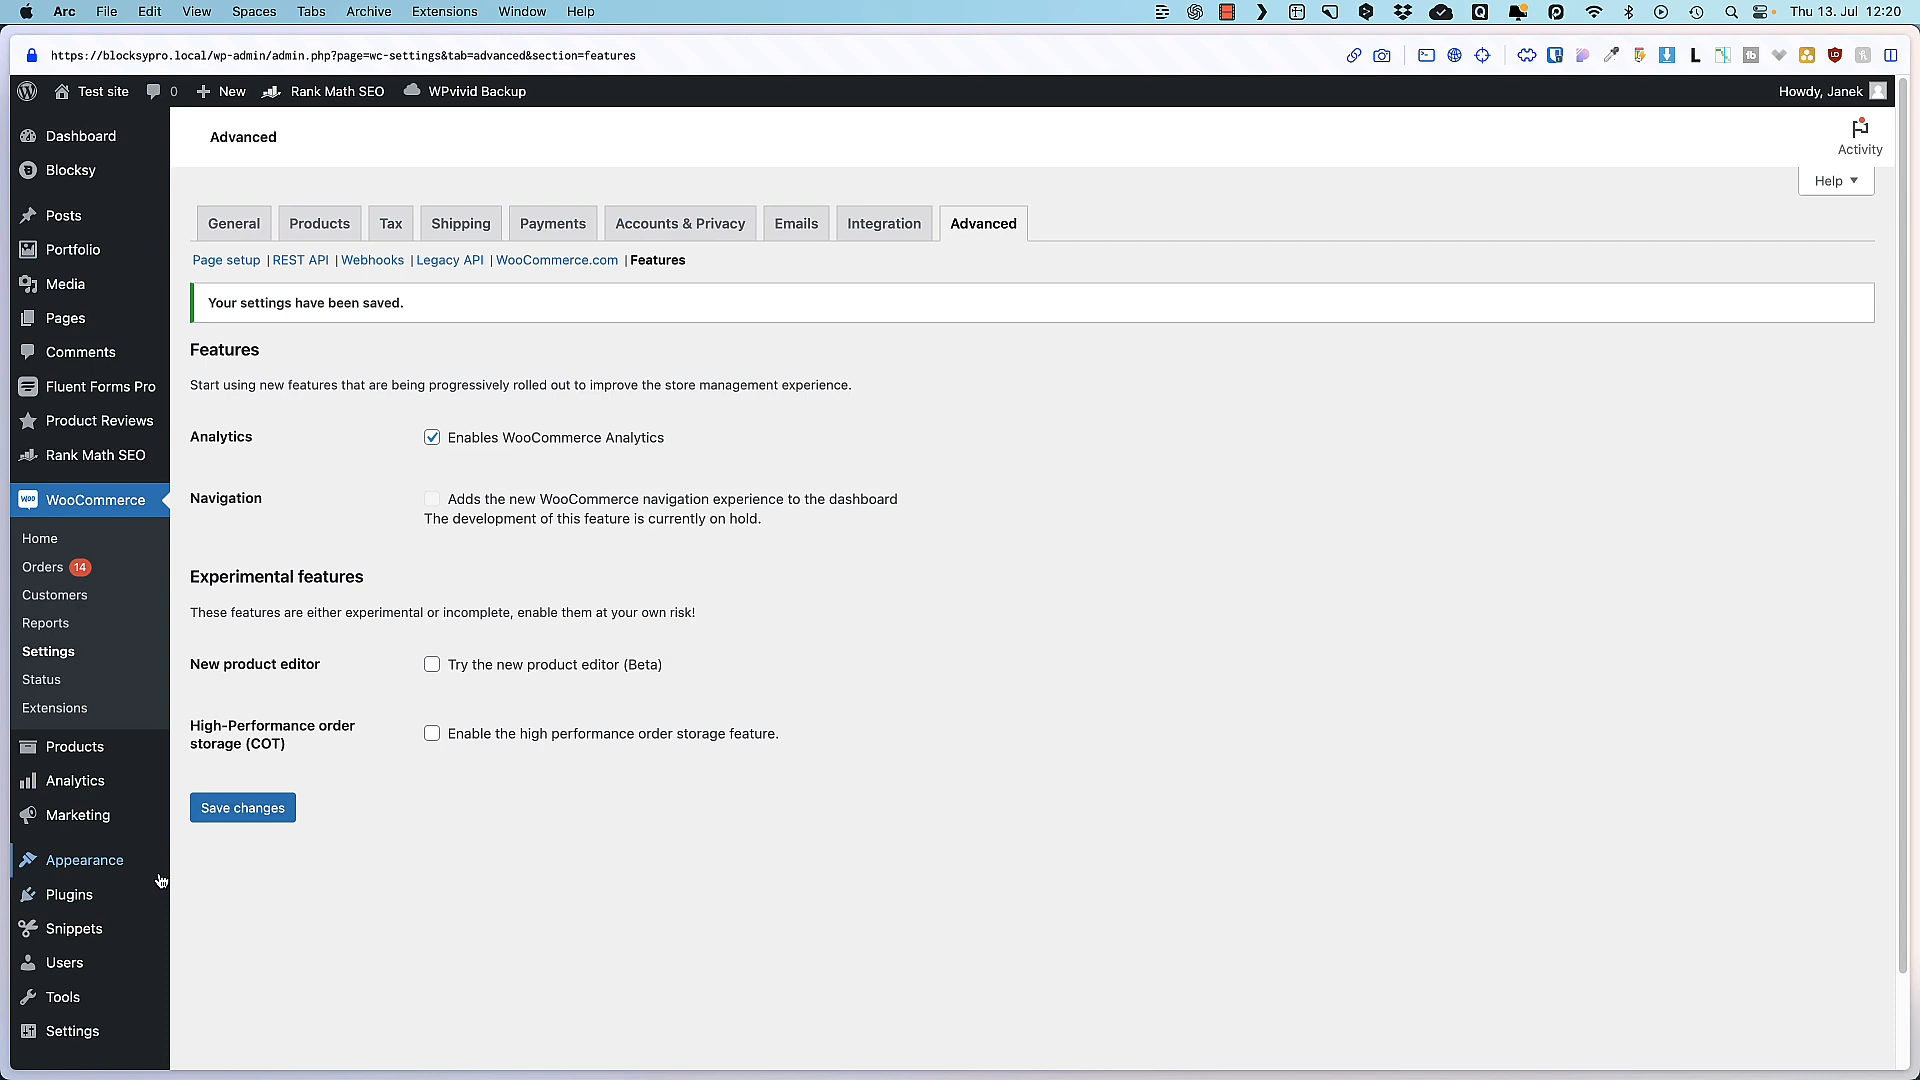 Arc File Edit View Spaces Tabs Archive Extensions Window Help Thu 13. Jul 12:20
https://blocksypro.local/wp-admin/admin.php?page=wc-settings&tab=advanced&section=features
Test site 0 New Rank Math SEO WPvivid Backup Howdy, Janek
Dashboard
Blocksy
Posts
Portfolio
Media
Pages
Comments
Fluent Forms Pro
Product Reviews
Rank Math SEO
WooCommerce
Home
Orders 14
Customers
Reports
Settings
Status
Extensions
Products
Analytics
Marketing
Appearance
Plugins
Snippets
Users
Tools
Settings
Advanced
Activity
Help
General Products Tax Shipping Payments Accounts & Privacy Emails Integration Advanced
Page setup | REST API | Webhooks | Legacy API | WooCommerce.com | Features
Your settings have been saved.
Features
Start using new features that are being progressively rolled out to improve the store management experience.
Analytics Enables WooCommerce Analytics
Navigation Adds the new WooCommerce navigation experience to the dashboard
The development of this feature is currently on hold.
Experimental features
These features are either experimental or incomplete, enable them at your own risk!
New product editor Try the new product editor (Beta)
High-Performance order
storage (COT)
Enable the high performance order storage feature.
Save changes